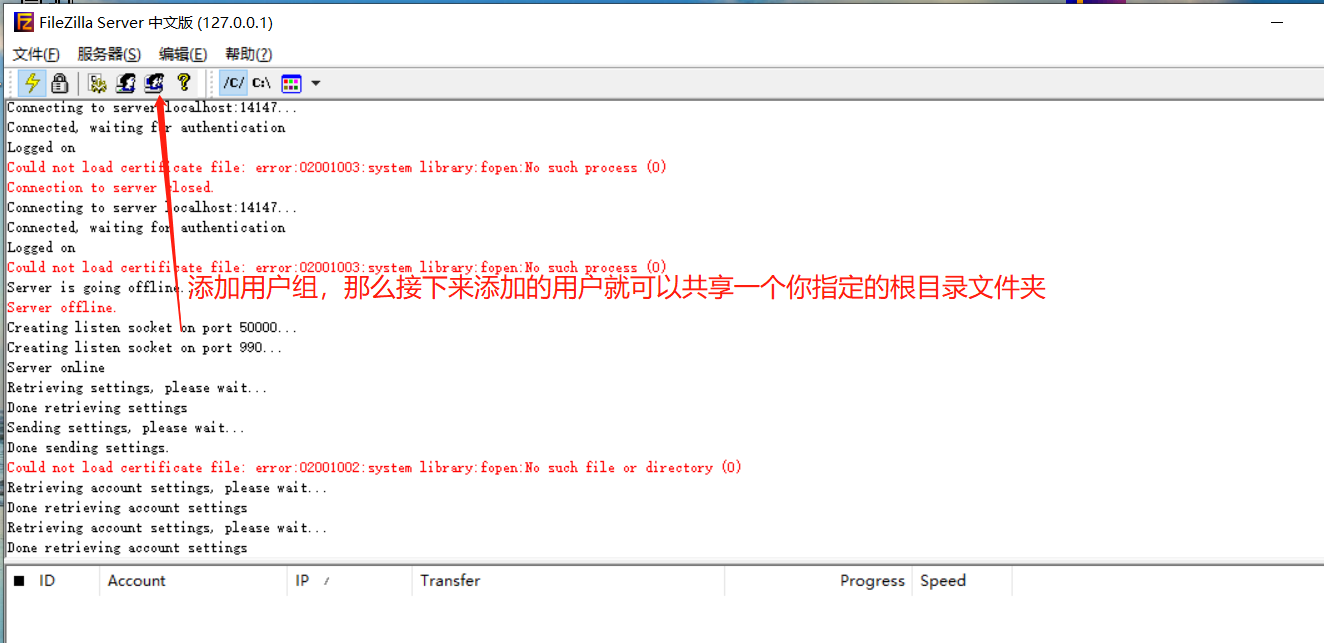 FileZilla Server 中文版 (127.0.0.1)
文件(F) 服务器(S) 编辑(E) 帮助(?)
/C/ C:\
Connecting to server localhost:14147...
Connected, waiting for authentication
Logged on
Could not load certificate file: error:02001003:system library:fopen:No such process (0)
Connection to server closed.
Connecting to server localhost:14147...
Connected, waiting for authentication
Logged on
Could not load certificate file: error:02001003:system library:fopen:No such process (0)
Server is going offline...
添加用户组，那么接下来添加的用户就可以共享一个你指定的根目录文件夹
Server offline.
Creating listen socket on port 50000...
Creating listen socket on port 990...
Server online
Retrieving settings, please wait...
Done retrieving settings
Sending settings, please wait...
Done sending settings.
Could not load certificate file: error:02001002:system library:fopen:No such file or directory (0)
Retrieving account settings, please wait...
Done retrieving account settings
Retrieving account settings, please wait...
Done retrieving account settings
ID Account IP / Transfer Progress Speed